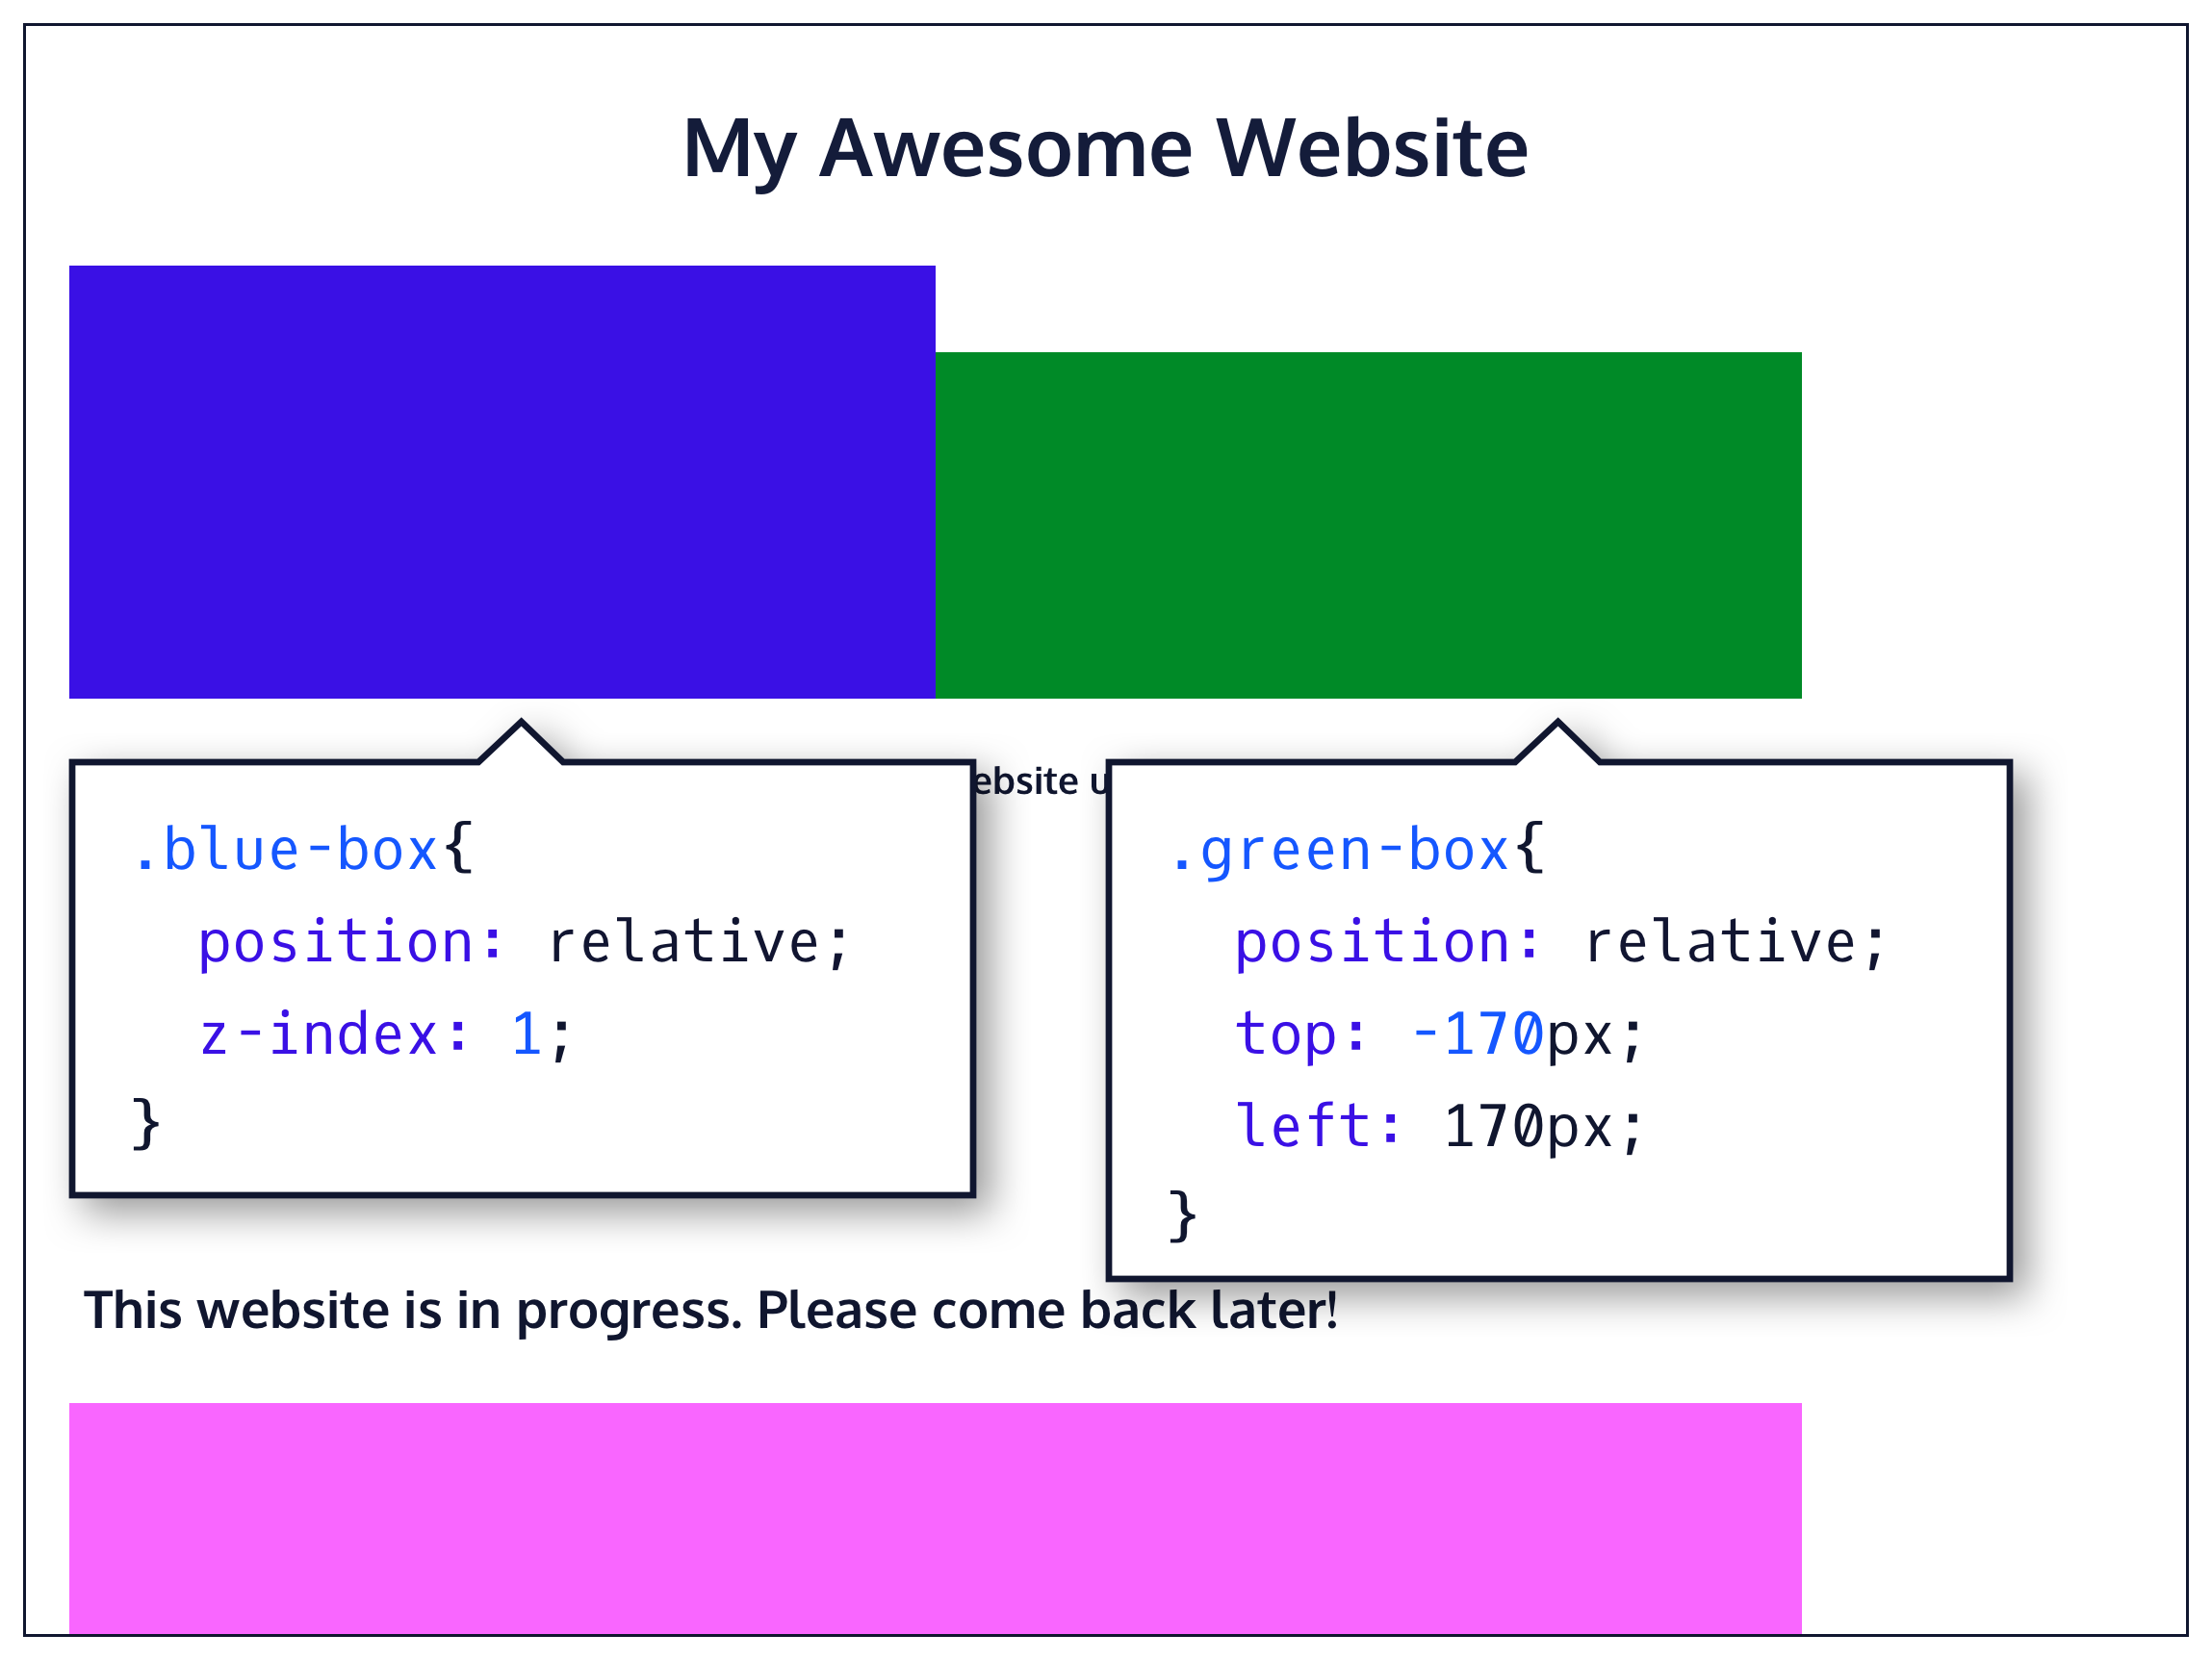 My Awesome Website
ebsite u
.blue-box{
position: relative;
z-index: 1;
}
.green-box{
position: relative;
top: -170px;
left: 170px;
}
This website is in progress. Please come back later!